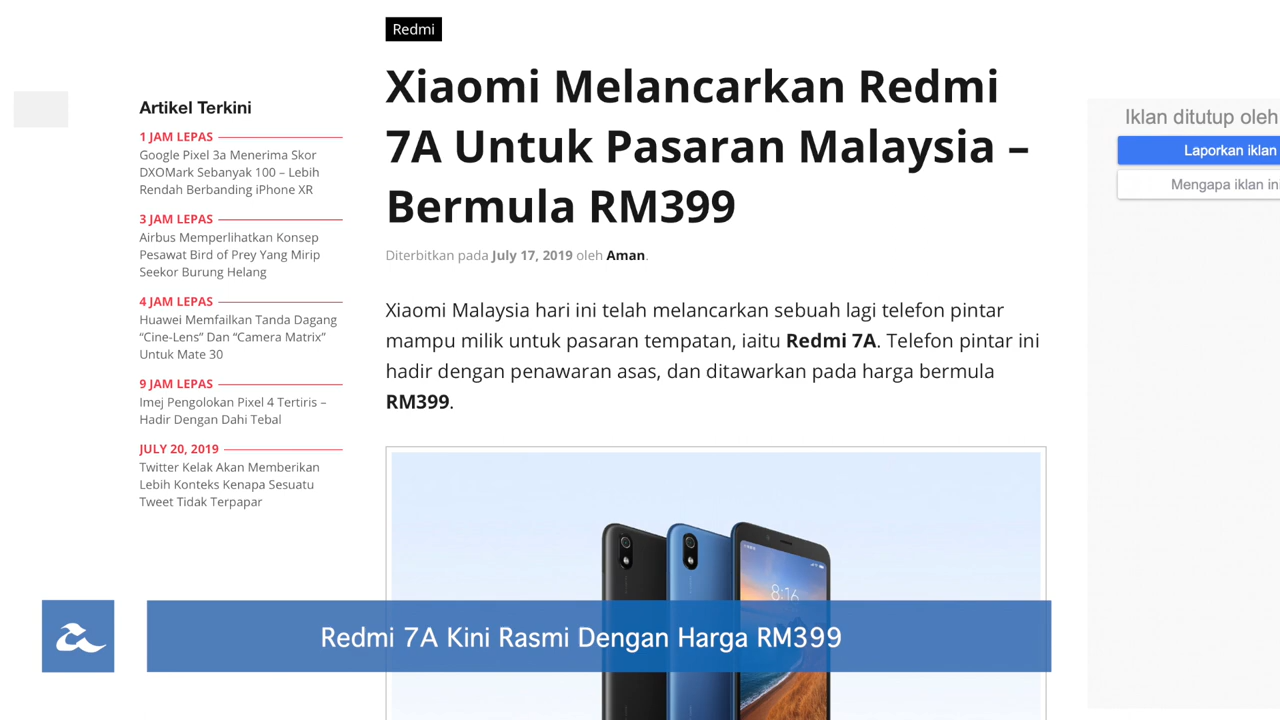 Redmi
Xiaomi Melancarkan Redmi
7A Untuk Pasaran Malaysia –
Bermula RM399
Diterbitkan pada July 17, 2019 oleh Aman.
Xiaomi Malaysia hari ini telah melancarkan sebuah lagi telefon pintar
mampu milik untuk pasaran tempatan, iaitu Redmi 7A. Telefon pintar ini
hadir dengan penawaran asas, dan ditawarkan pada harga bermula
RM399.
Artikel Terkini
1 JAM LEPAS
Google Pixel 3a Menerima Skor
DXOMark Sebanyak 100 – Lebih
Rendah Berbanding iPhone XR
3 JAM LEPAS
Airbus Memperlihatkan Konsep
Pesawat Bird of Prey Yang Mirip
Seekor Burung Helang
4 JAM LEPAS
Huawei Memfailkan Tanda Dagang
“Cine-Lens” Dan “Camera Matrix”
Untuk Mate 30
9 JAM LEPAS
Imej Pengolokan Pixel 4 Tertiris –
Hadir Dengan Dahi Tebal
JULY 20, 2019
Twitter Kelak Akan Memberikan
Lebih Konteks Kenapa Sesuatu
Tweet Tidak Terpapar
Iklan ditutup oleh
Laporkan iklan
Mengapa iklan ini
8:16
Redmi 7A Kini Rasmi Dengan Harga RM399